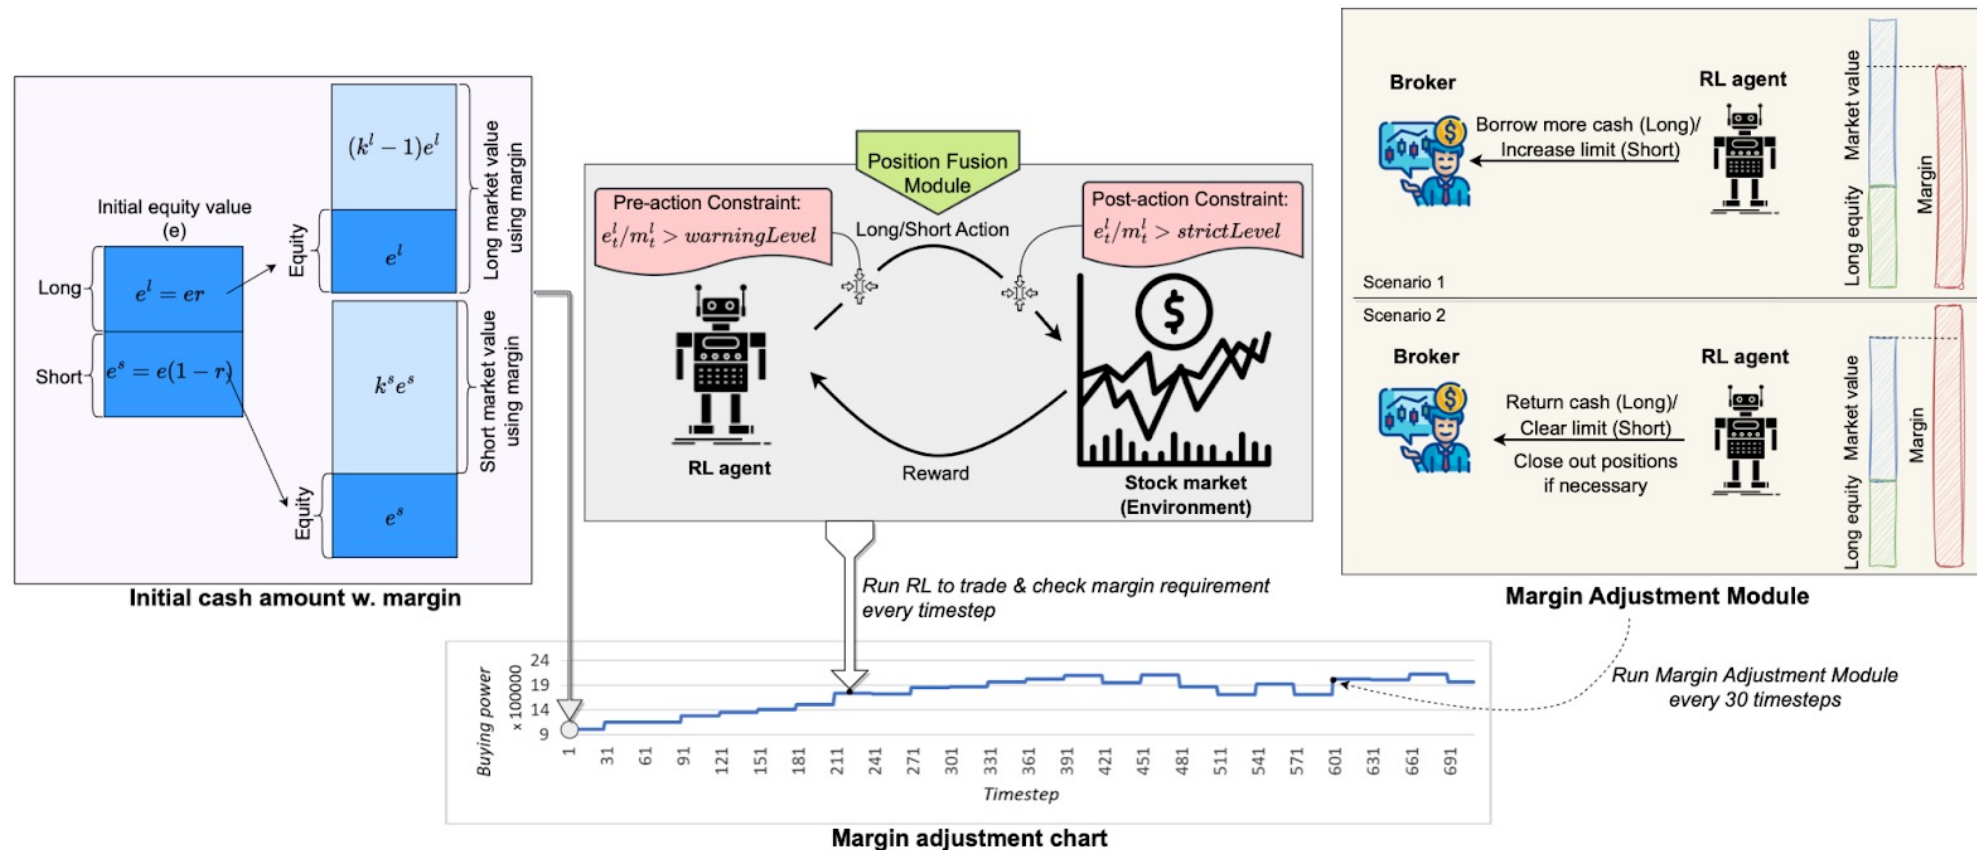 Initial equity value
(e)
Long
e^l = er
Short
e^s = e(1 − r)
Equity
(k^l − 1)e^l
e^l
Long market value
using margin
k^s e^s
Short market value
using margin
Equity
e^s
Initial cash amount w. margin
Position Fusion
Module
Pre-action Constraint:
e_t^l/m_t^l > warningLevel
Post-action Constraint:
e_t^l/m_t^l > strictLevel
Long/Short Action
RL agent
Reward
Stock market
(Environment)
Run RL to trade & check margin requirement
every timestep
Broker
RL agent
Borrow more cash (Long)/
Increase limit (Short)
Market value
Long equity
Margin
Scenario 1
Scenario 2
Broker
RL agent
Return cash (Long)/
Clear limit (Short)
Close out positions
if necessary
Market value
Long equity
Margin
Margin Adjustment Module
Run Margin Adjustment Module
every 30 timesteps
Buying power
x 100000
24
19
14
9
1 31 61 91 121 151 181 211 241 271 301 331 361 391 421 451 481 511 541 571 601 631 661 691
Timestep
Margin adjustment chart